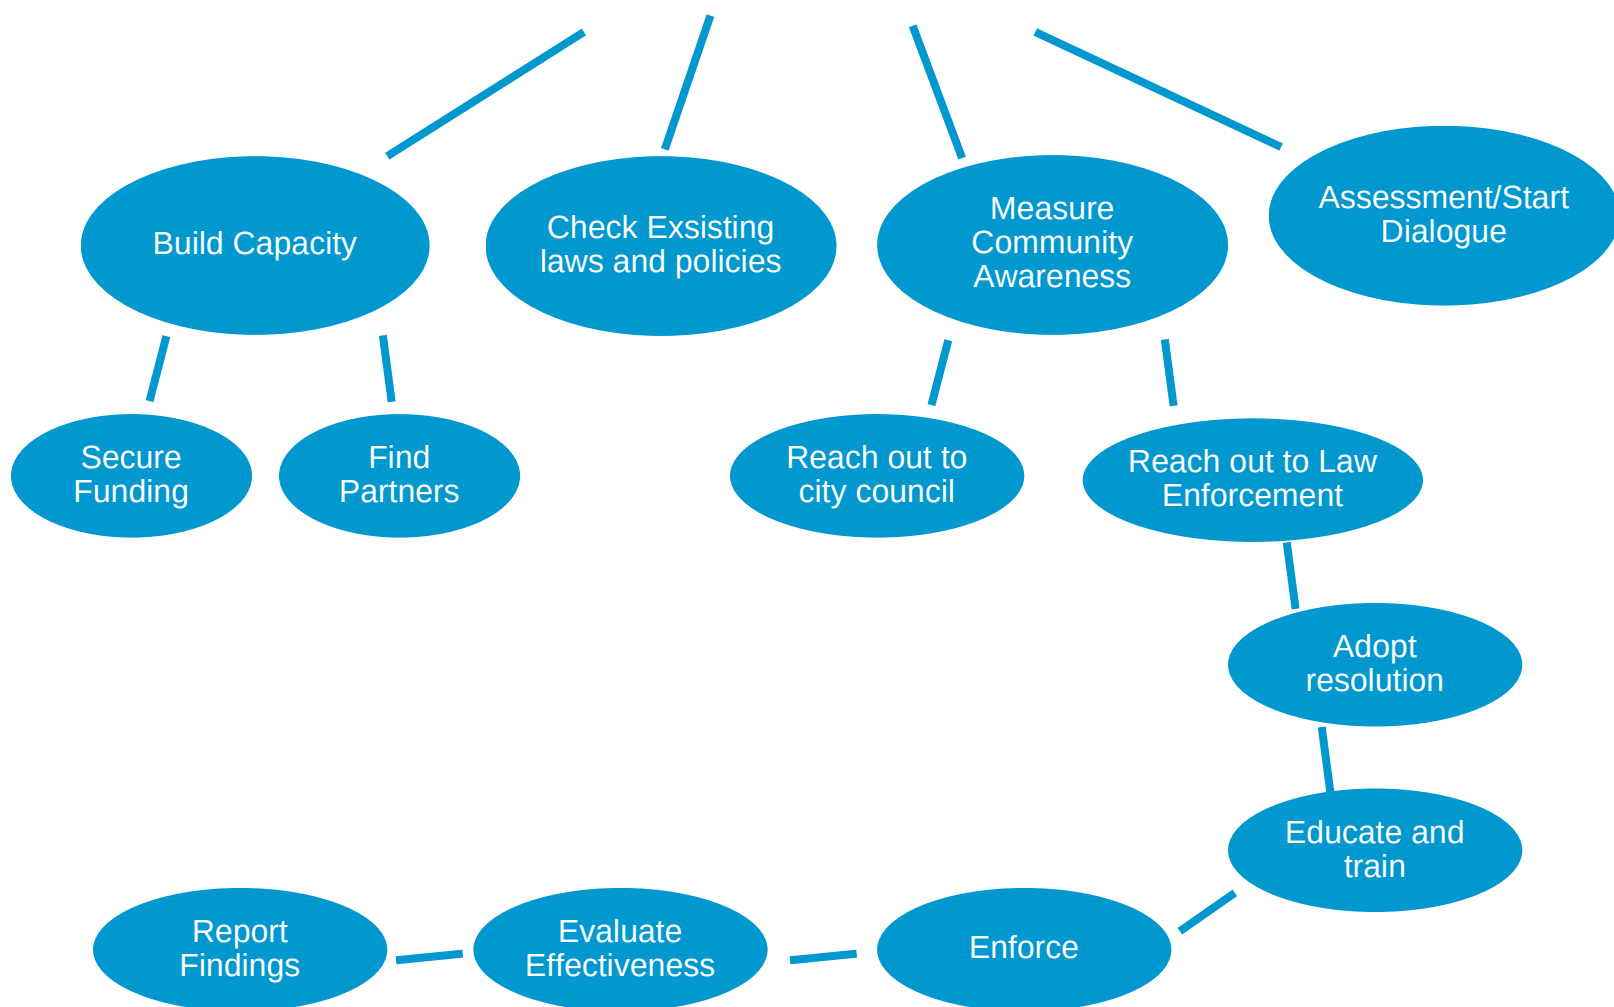 Build Capacity
Check Exsisting
laws and policies
Measure
Community
Awareness
Assessment/Start
Dialogue
Secure
Funding
Find
Partners
Reach out to
city council
Reach out to Law
Enforcement
Adopt
resolution
Educate and
train
Enforce
Evaluate
Effectiveness
Report
Findings